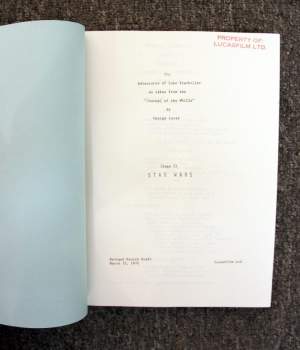 PROPERTY OF:
LUCASFILM LTD.
The
Adventures of Luke Starkiller
as taken from the
"Journal of the Whills"
by
George Lucas
(Saga I)
STAR WARS
Revised Fourth Draft
March 15, 1976
Lucasfilm Ltd